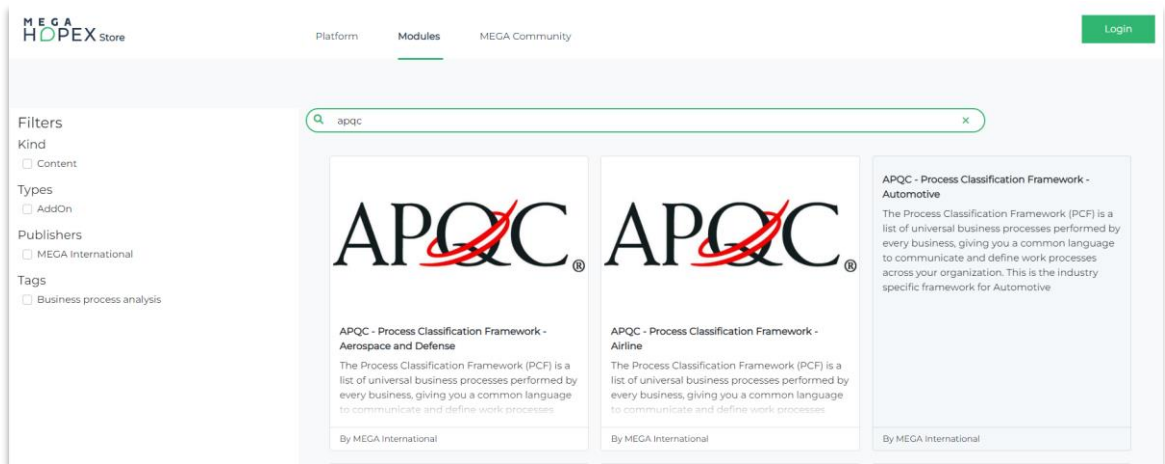 MEGA
HOPEX Store
Platform
Modules
MEGA Community
Login
Filters
Kind
Content
Types
AddOn
Publishers
MEGA International
Tags
Business process analysis
apqc
APQC®
APQC - Process Classification Framework -
Aerospace and Defense
The Process Classification Framework (PCF) is a
list of universal business processes performed by
every business, giving you a common language
to communicate and define work processes
By MEGA International
APQC®
APQC - Process Classification Framework -
Airline
The Process Classification Framework (PCF) is a
list of universal business processes performed by
every business, giving you a common language
to communicate and define work processes
By MEGA International
APQC - Process Classification Framework -
Automotive
The Process Classification Framework (PCF) is a
list of universal business processes performed by
every business, giving you a common language
to communicate and define work processes
across your organization. This is the industry
specific framework for Automotive
By MEGA International